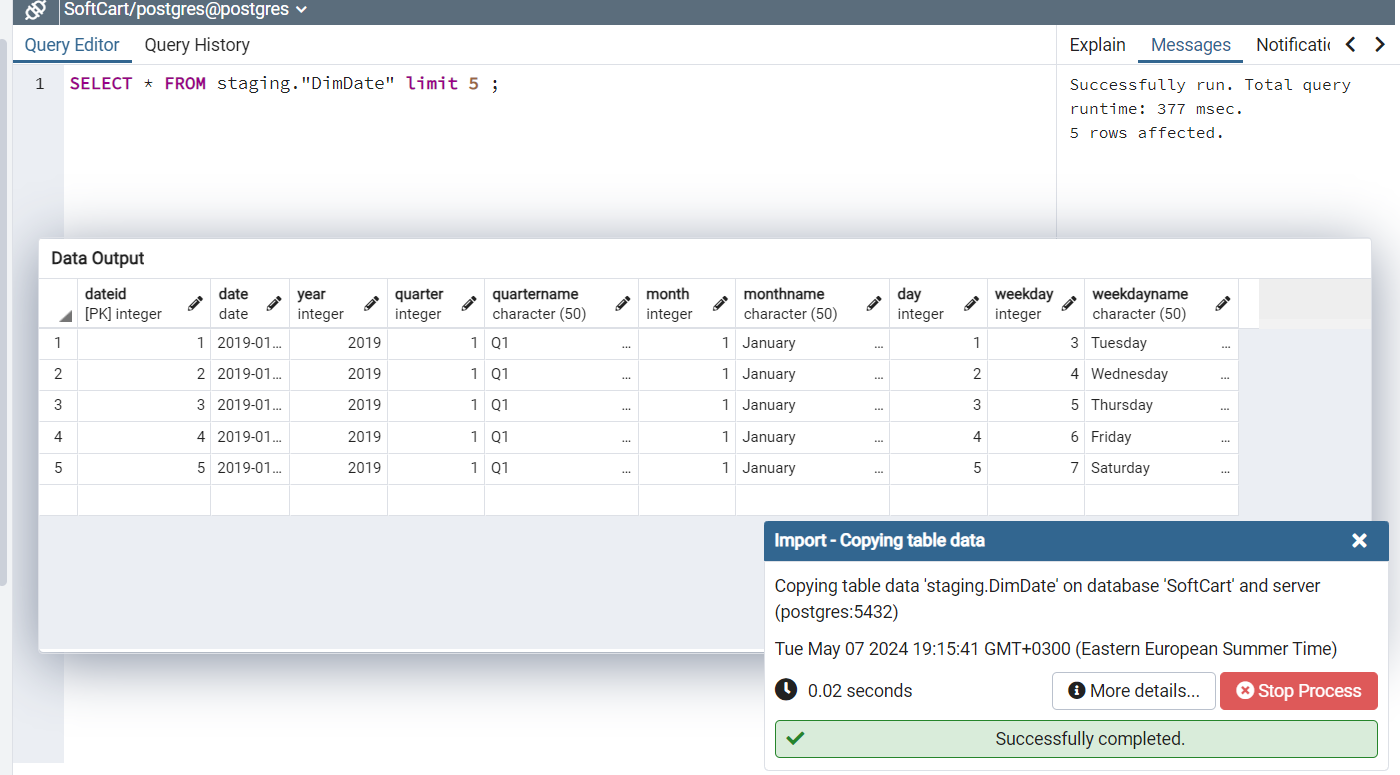 SoftCart/postgres@postgres
Query Editor Query History
Explain Messages Notificatio
1 SELECT * FROM staging."DimDate" limit 5 ;
Successfully run. Total query
runtime: 377 msec.
5 rows affected.
Data Output
dateid date year quarter quartername month monthname day weekday weekdayname
[PK] integer date integer integer character (50) integer character (50) integer integer character (50)
1 1 2019-01... 2019 1 Q1 ... 1 January ... 1 3 Tuesday ...
2 2 2019-01... 2019 1 Q1 ... 1 January ... 2 4 Wednesday ...
3 3 2019-01... 2019 1 Q1 ... 1 January ... 3 5 Thursday ...
4 4 2019-01... 2019 1 Q1 ... 1 January ... 4 6 Friday ...
5 5 2019-01... 2019 1 Q1 ... 1 January ... 5 7 Saturday ...
Import - Copying table data
Copying table data 'staging.DimDate' on database 'SoftCart' and server
(postgres:5432)
Tue May 07 2024 19:15:41 GMT+0300 (Eastern European Summer Time)
0.02 seconds More details... Stop Process
Successfully completed.